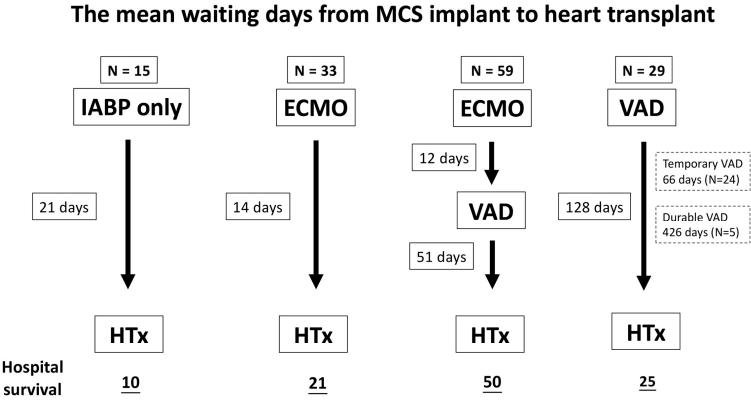 The mean waiting days from MCS implant to heart transplant
N = 15
N = 33
N = 59
N = 29
IABP only
ECMO
ECMO
VAD
12 days
Temporary VAD
66 days (N=24)
21 days
14 days
VAD
128 days
Durable VAD
426 days (N=5)
51 days
HTx
HTx
HTx
HTx
Hospital
survival
10
21
50
25